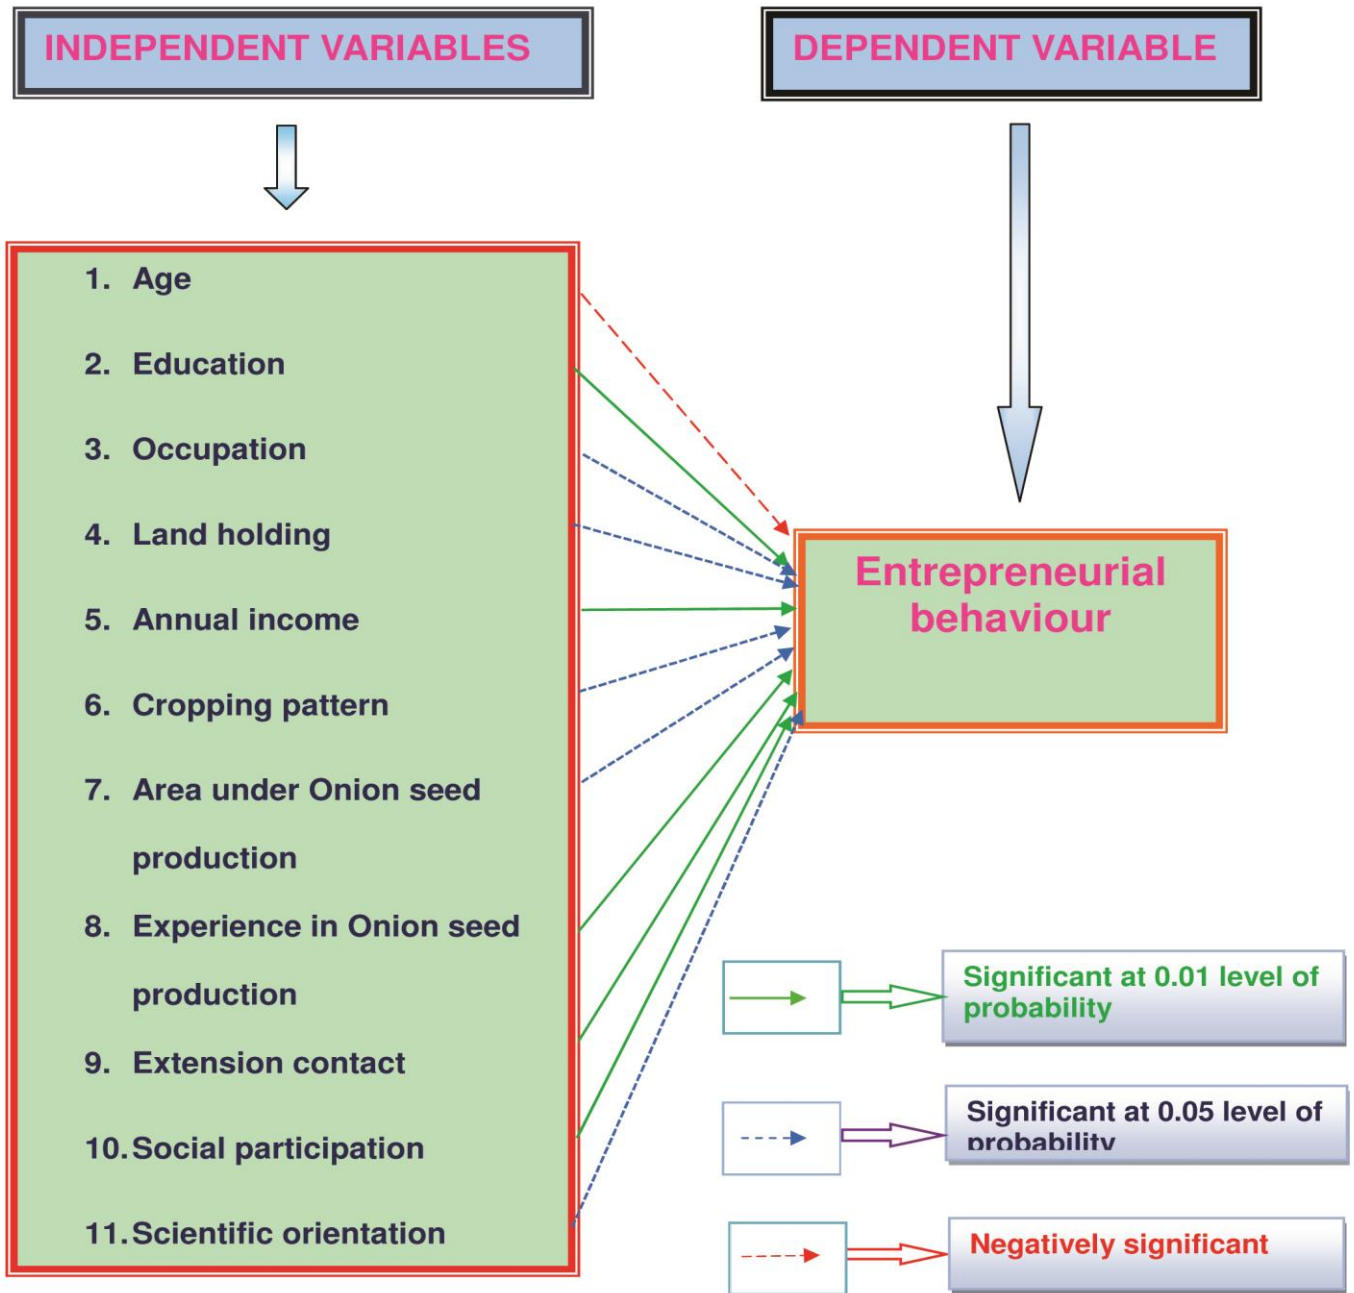 INDEPENDENT VARIABLES
DEPENDENT VARIABLE
1. Age
2. Education
3. Occupation
4. Land holding
5. Annual income
6. Cropping pattern
7. Area under Onion seed
production
8. Experience in Onion seed
production
9. Extension contact
10. Social participation
11. Scientific orientation
Entrepreneurial
behaviour
Significant at 0.01 level of
probability
Significant at 0.05 level of
probability
Negatively significant